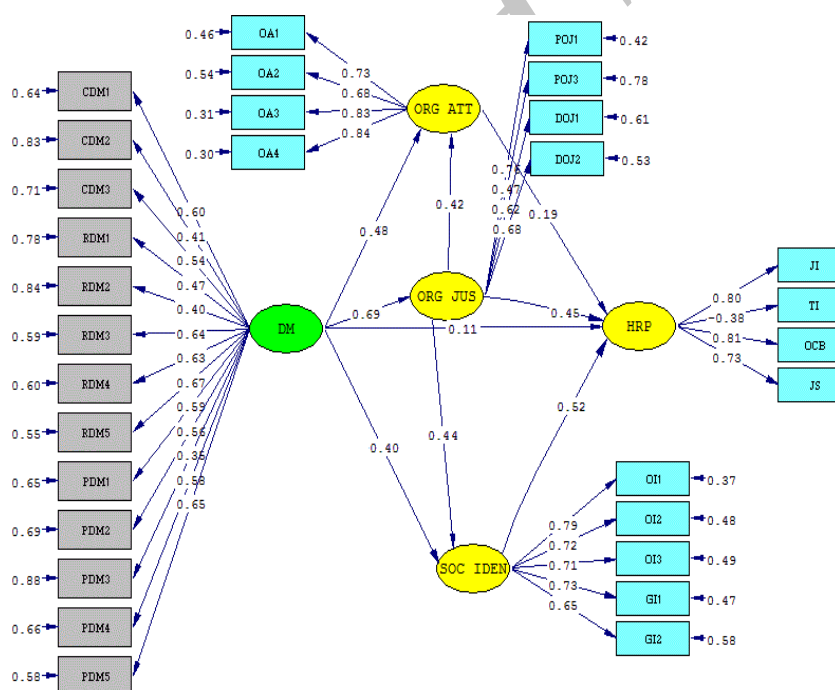 0.46 OA1
0.54 OA2
0.31 OA3
0.30 OA4
0.73
0.68
0.83
0.84
ORG ATT
POJ1 0.42
POJ3 0.78
DOJ1 0.61
DOJ2 0.53
0.47
0.62
0.68
0.19
0.64 CDM1
0.83 CDM2
0.71 CDM3
0.78 RDM1
0.84 RDM2
0.59 RDM3
0.60 RDM4
0.55 RDM5
0.65 PDM1
0.69 PDM2
0.88 PDM3
0.66 PDM4
0.58 PDM5
0.60
0.41
0.54
0.47
0.40
0.64
0.63
0.67
0.59
0.56
0.35
0.58
0.65
DM
0.48
0.42
0.69
ORG JUS
0.45
0.11
HRP
0.80
-0.38
0.81
0.73
JI
TI
OCB
JS
0.40
0.44
0.52
SOC IDEN
0.79
0.72
0.71
0.73
0.65
OI1 0.37
OI2 0.48
OI3 0.49
GI1 0.47
GI2 0.58